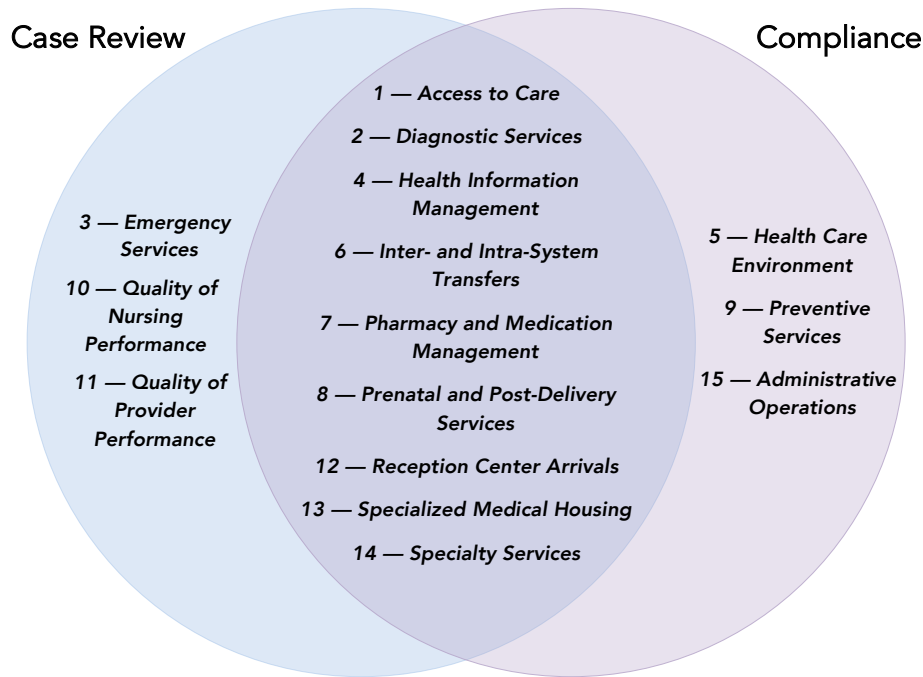 Case Review
Compliance
1 — Access to Care
2 — Diagnostic Services
4 — Health Information
Management
6 — Inter- and Intra-System
Transfers
7 — Pharmacy and Medication
Management
8 — Prenatal and Post-Delivery
Services
12 — Reception Center Arrivals
13 — Specialized Medical Housing
14 — Specialty Services
3 — Emergency
Services
10 — Quality of
Nursing
Performance
11 — Quality of
Provider
Performance
5 — Health Care
Environment
9 — Preventive
Services
15 — Administrative
Operations